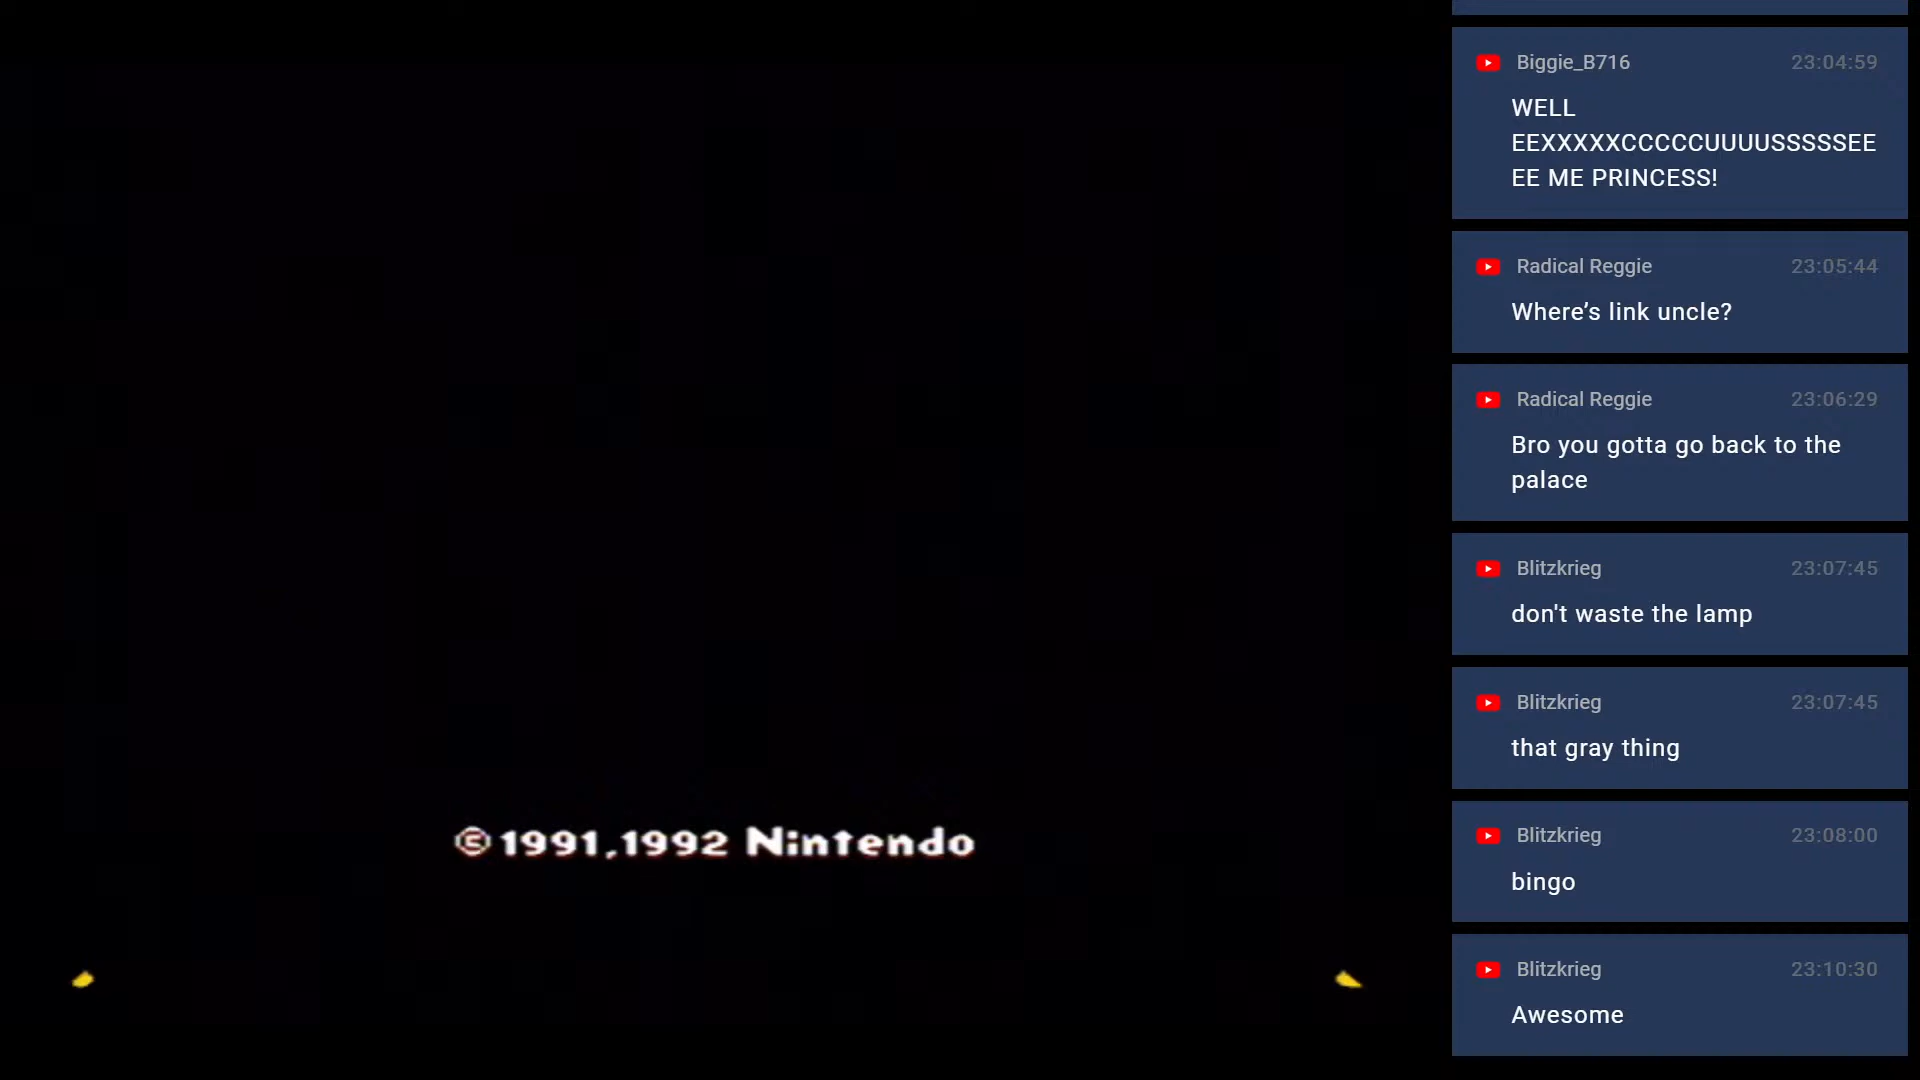 ©1991,1992 Nintendo
Biggie_B716 23:04:59
WELL
EEXXXXXCCCCCUUUUSSSSSEE
EE ME PRINCESS!
Radical Reggie 23:05:44
Where’s link uncle?
Radical Reggie 23:06:29
Bro you gotta go back to the
palace
Blitzkrieg 23:07:45
don't waste the lamp
Blitzkrieg 23:07:45
that gray thing
Blitzkrieg 23:08:00
bingo
Blitzkrieg 23:10:30
Awesome